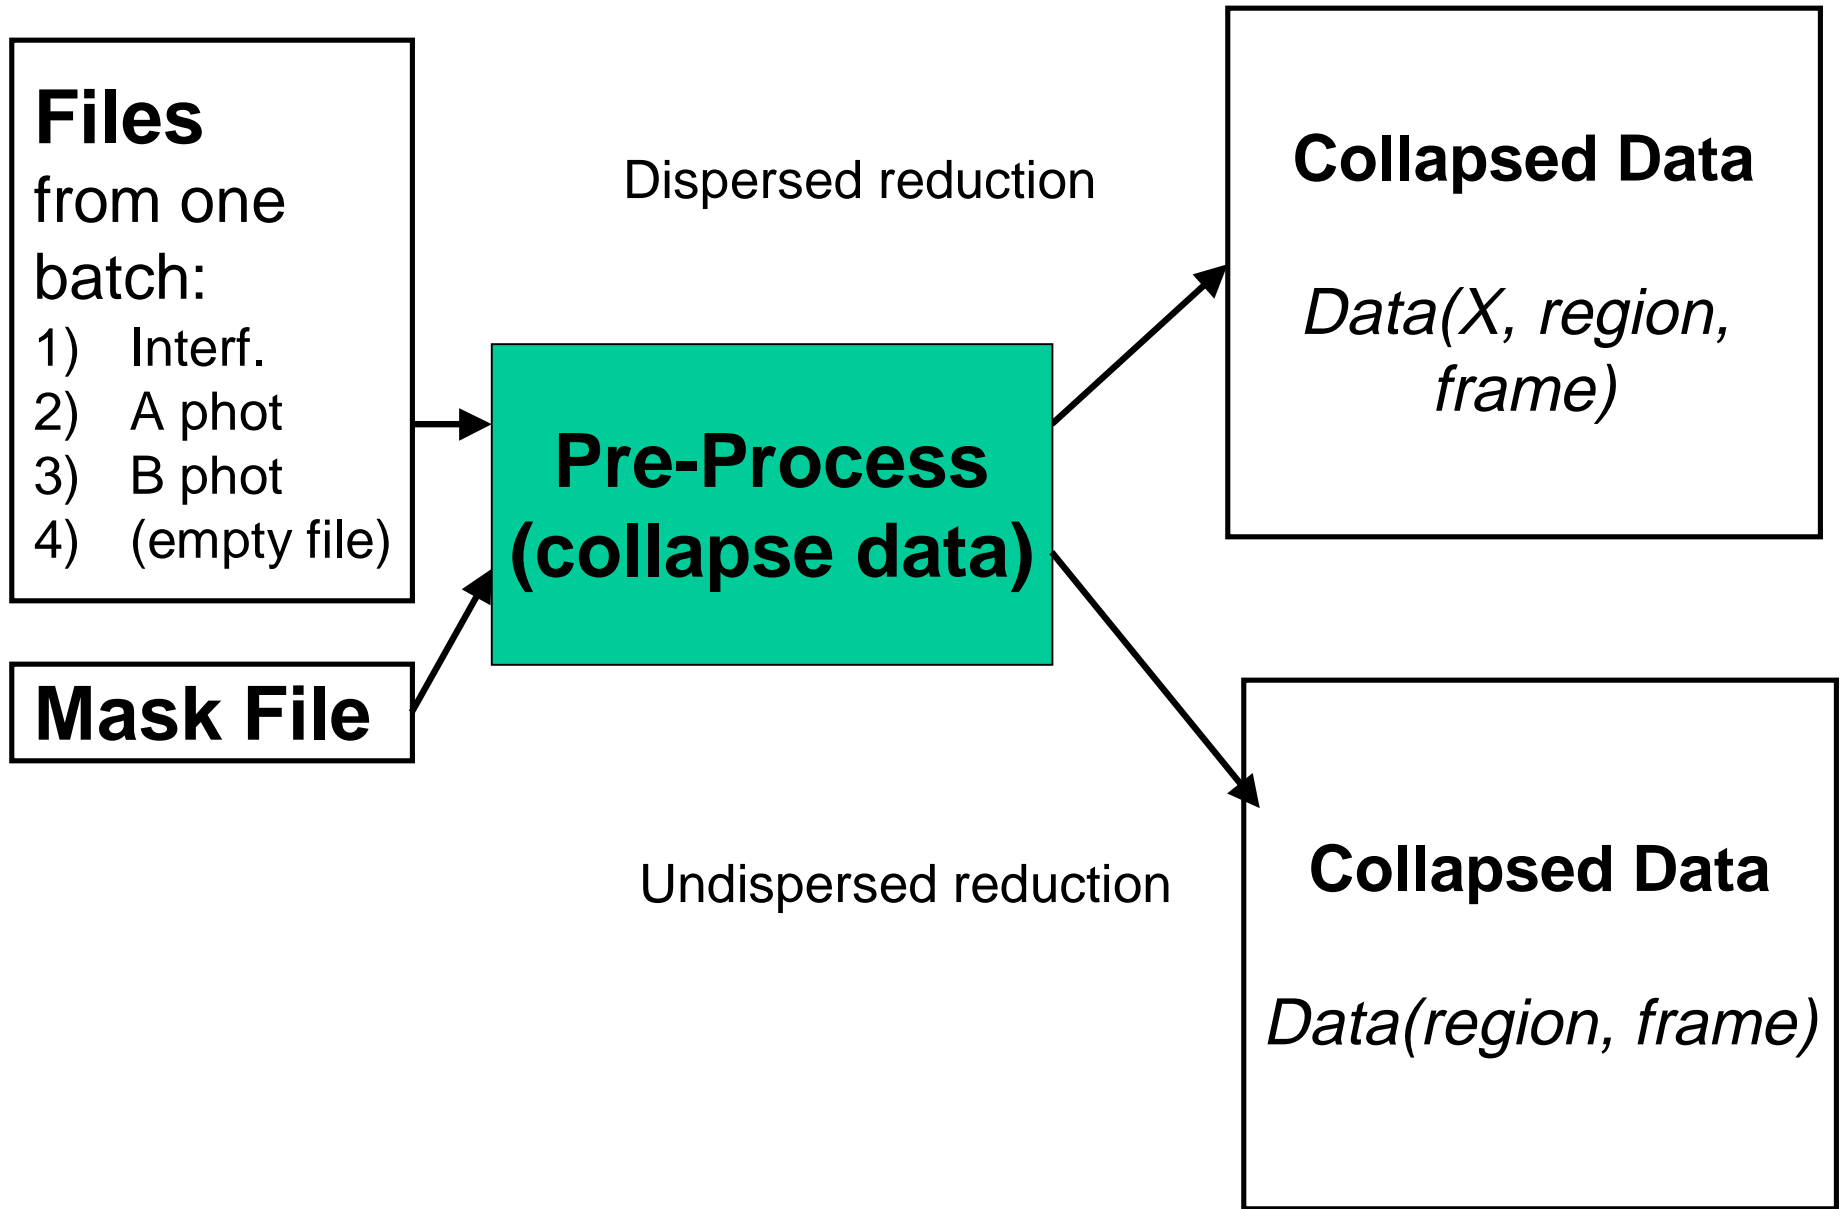 Files
from one
batch:
1) Interf.
2) A phot
3) B phot
4) (empty file)
Mask File
Pre-Process
(collapse data)
Dispersed reduction
Undispersed reduction
Collapsed Data
Data(X, region,
frame)
Collapsed Data
Data(region, frame)